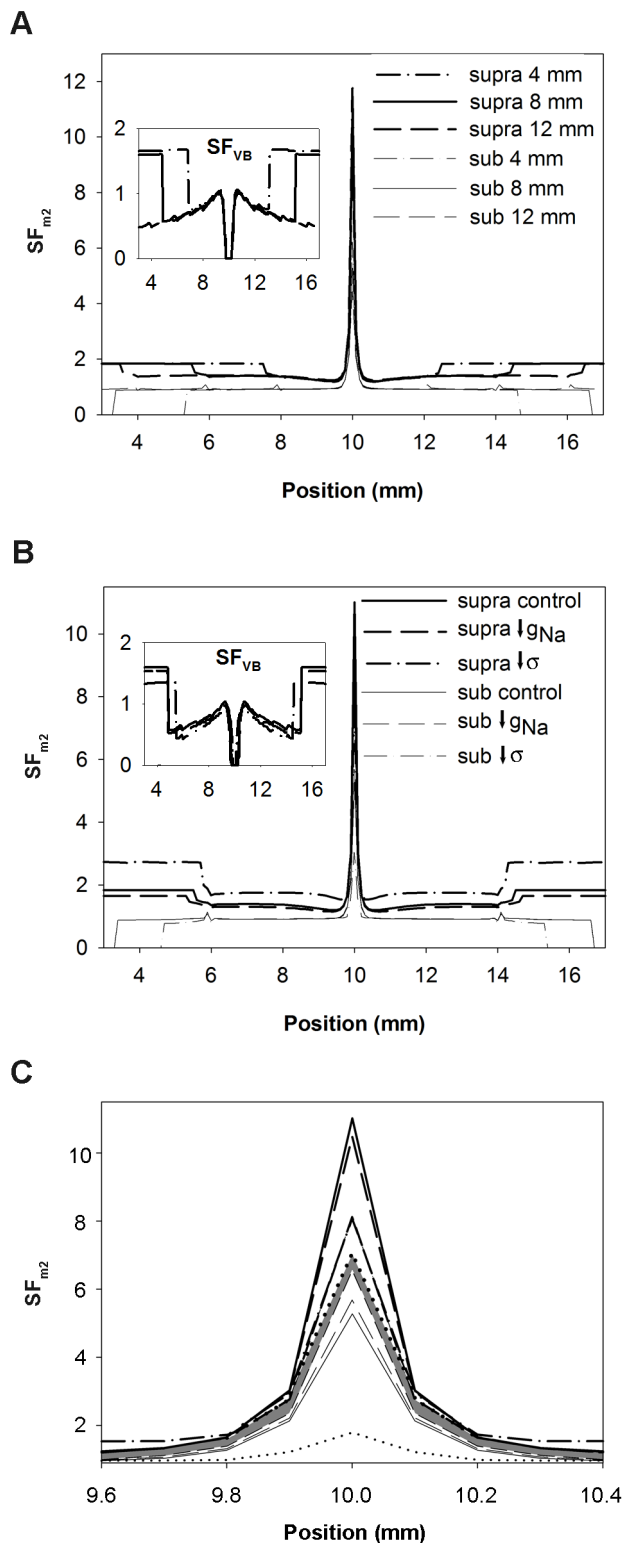 A
12
10
8
6
4
2
0
SFm2
supra 4 mm
supra 8 mm
supra 12 mm
sub 4 mm
sub 8 mm
sub 12 mm
2
1
0
SFVB
4 8 12 16
4 6 8 10 12 14 16
Position (mm)
B
10
8
6
4
2
0
SFm2
supra control
supra ↓gNa
supra ↓σ
sub control
sub ↓gNa
sub ↓σ
2
1
0
SFVB
4 8 12 16
4 6 8 10 12 14 16
Position (mm)
C
10
8
6
4
2
SFm2
9.6 9.8 10.0 10.2 10.4
Position (mm)